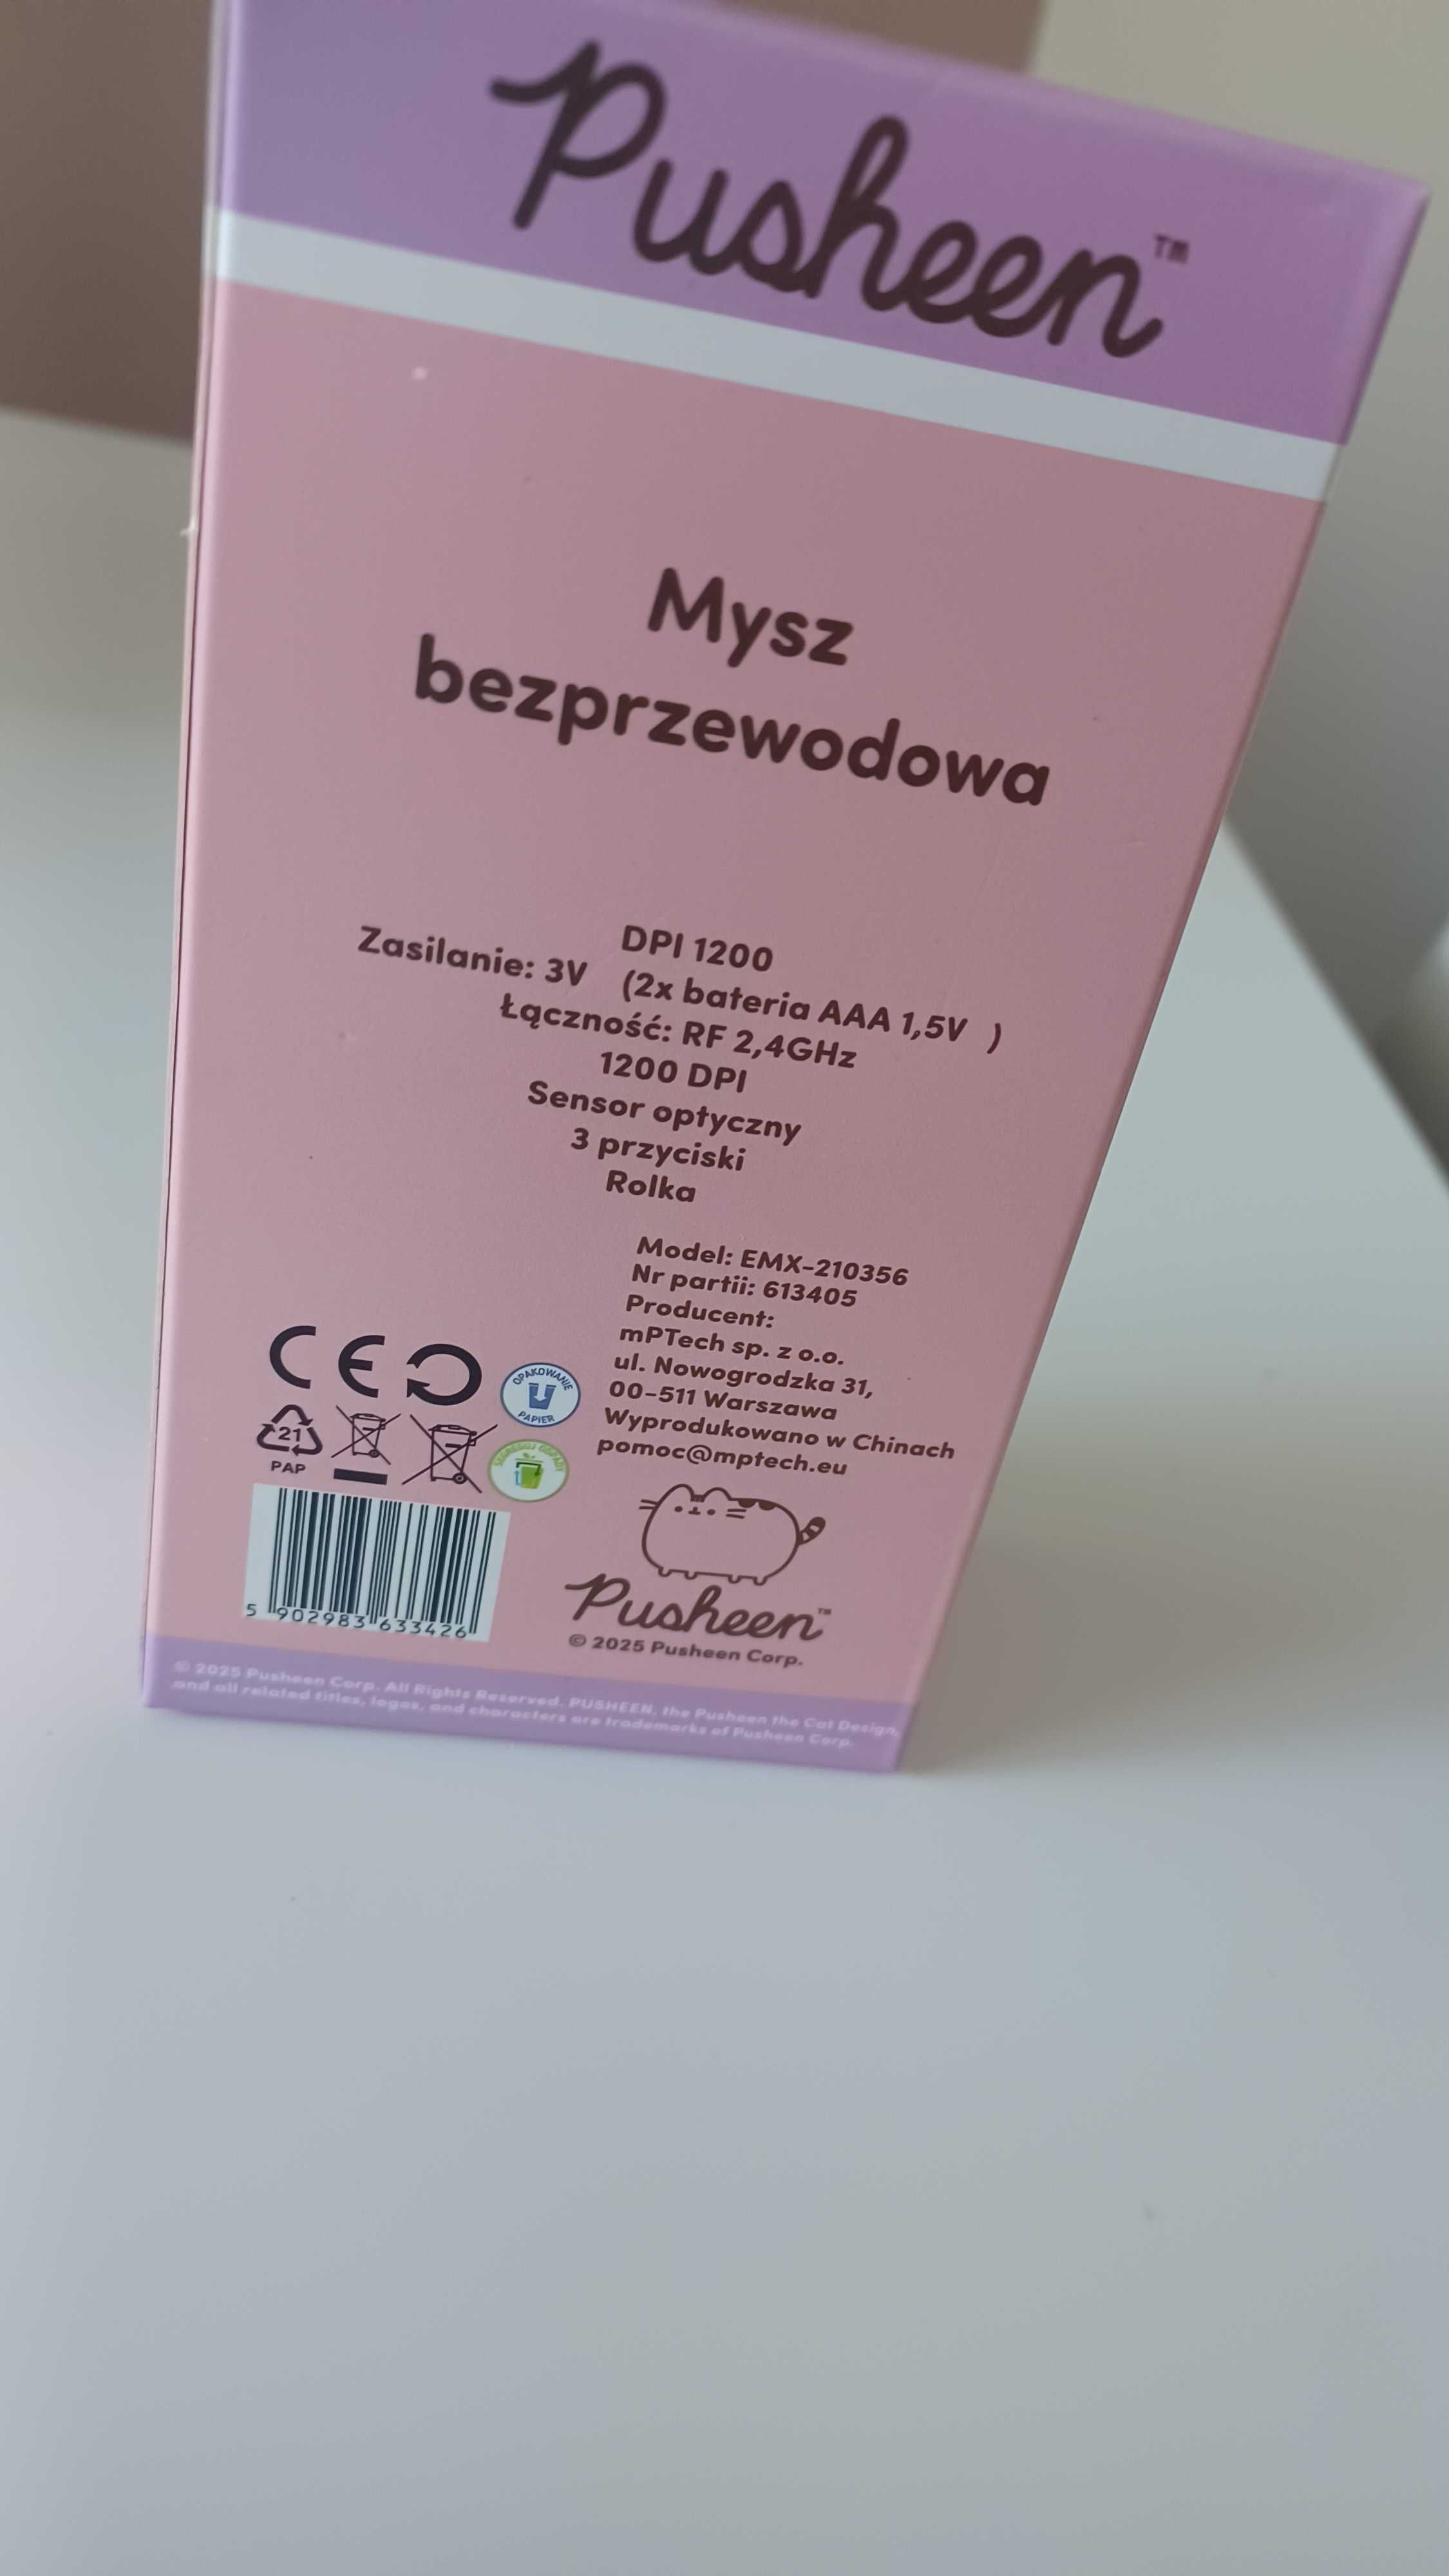 Pusheen™
Mysz
bezprzewodowa
DPI 1200
Zasilanie: 3V (2x bateria AAA 1,5V )
Łączność: RF 2,4GHz
1200 DPI
Sensor optyczny
3 przyciski
Rolka
Model: EMX-210356
Nr partii: 613405
Producent:
mPTech sp. z o.o.
ul. Nowogrodzka 31,
00-511 Warszawa
Wyprodukowano w Chinach
pomoc@mptech.eu
CE
OPAKOWANIE
PAPIER
21
PAP
SEGREGUJ ODPADY
5 902983 633426
Pusheen™
© 2025 Pusheen Corp.
© 2025 Pusheen Corp. All Rights Reserved. PUSHEEN, the Pusheen the Cat Design,
and all related titles, logos, and characters are trademarks of Pusheen Corp.